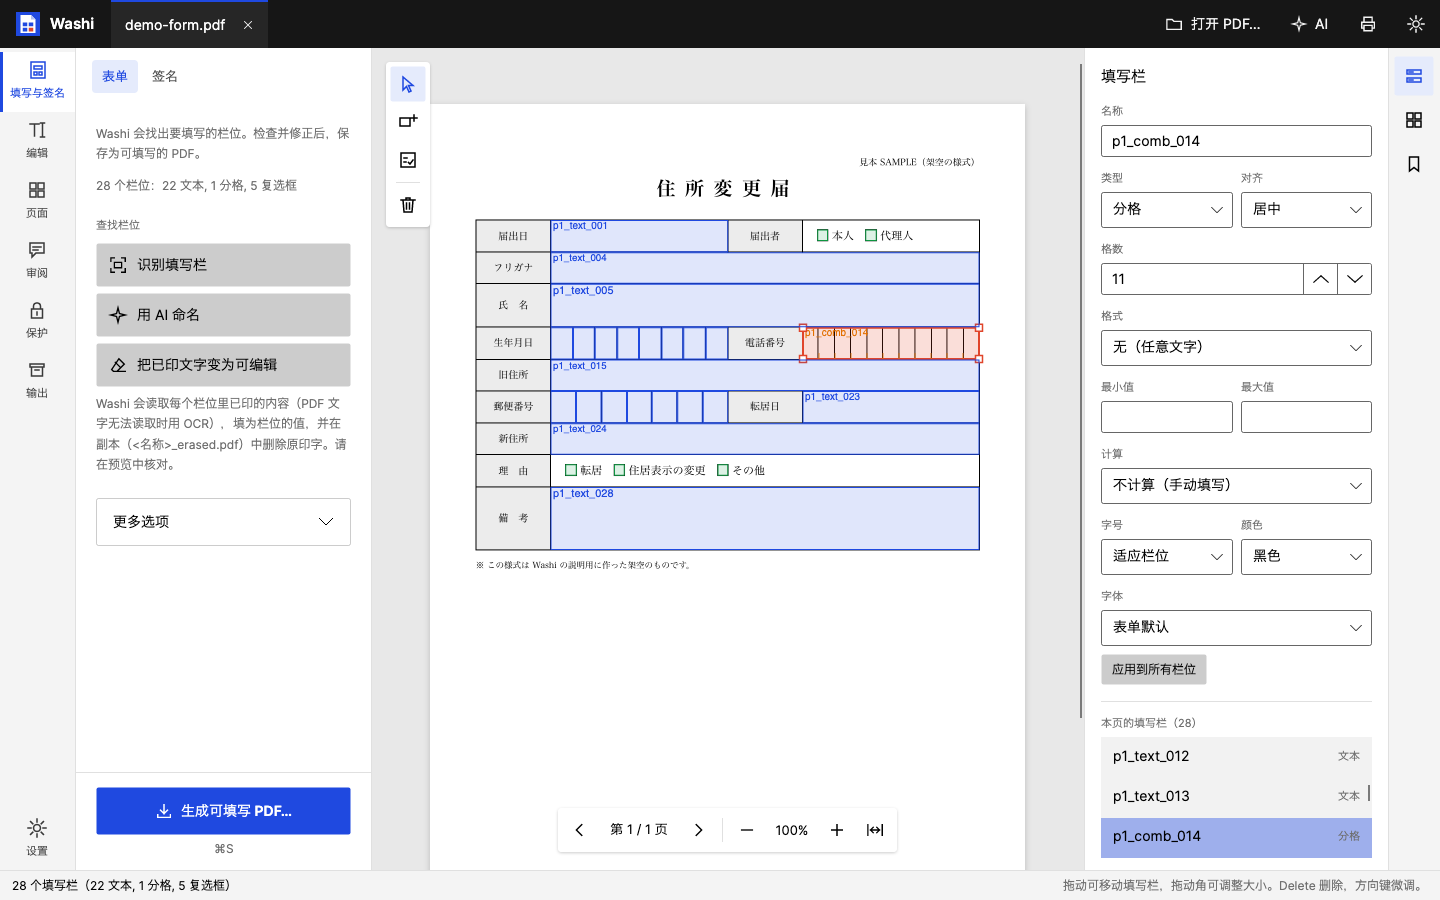 Washi
demo-form.pdf
打开 PDF...
AI
填写与签名
编辑
页面
审阅
保护
输出
设置
表单
签名
Washi 会找出要填写的栏位。检查并修正后，保
存为可填写的 PDF。
28 个栏位：22 文本, 1 分格, 5 复选框
查找栏位
识别填写栏
用 AI 命名
把已印文字变为可编辑
Washi 会读取每个栏位里已印的内容（PDF 文
字无法读取时用 OCR），填为栏位的值，并在
副本（<名称>_erased.pdf）中删除原印字。请
在预览中核对。
更多选项
生成可填写 PDF...
⌘S
見本 SAMPLE（架空の様式）
住所変更届
届出日
p1_text_001
届出者
本人
代理人
フリガナ
p1_text_004
氏 名
p1_text_005
生年月日
電話番号
p1_comb_014
旧住所
p1_text_015
郵便番号
転居日
p1_text_023
新住所
p1_text_024
理 由
転居
住居表示の変更
その他
備 考
p1_text_028
※ この様式は Washi の説明用に作った架空のものです。
第 1 / 1 页
100%
填写栏
名称
p1_comb_014
类型
对齐
分格
居中
格数
11
格式
无（任意文字）
最小值
最大值
计算
不计算（手动填写）
字号
颜色
适应栏位
黑色
字体
表单默认
应用到所有栏位
本页的填写栏（28）
p1_text_012
文本
p1_text_013
文本
p1_comb_014
分格
28 个填写栏（22 文本, 1 分格, 5 复选框）
拖动可移动填写栏，拖动角可调整大小。Delete 删除，方向键微调。